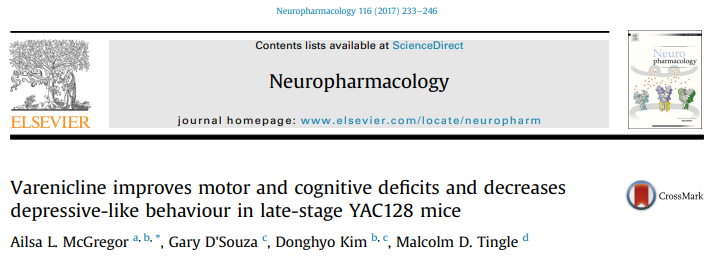 Neuropharmacology 116 (2017) 233–246
Contents lists available at ScienceDirect
Neuropharmacology
journal homepage: www.elsevier.com/locate/neuropharm
ELSEVIER
Neuro
pharmacology
Varenicline improves motor and cognitive deficits and decreases
depressive-like behaviour in late-stage YAC128 mice
CrossMark
Ailsa L. McGregor a, b, *, Gary D'Souza c, Donghyo Kim b, c, Malcolm D. Tingle d